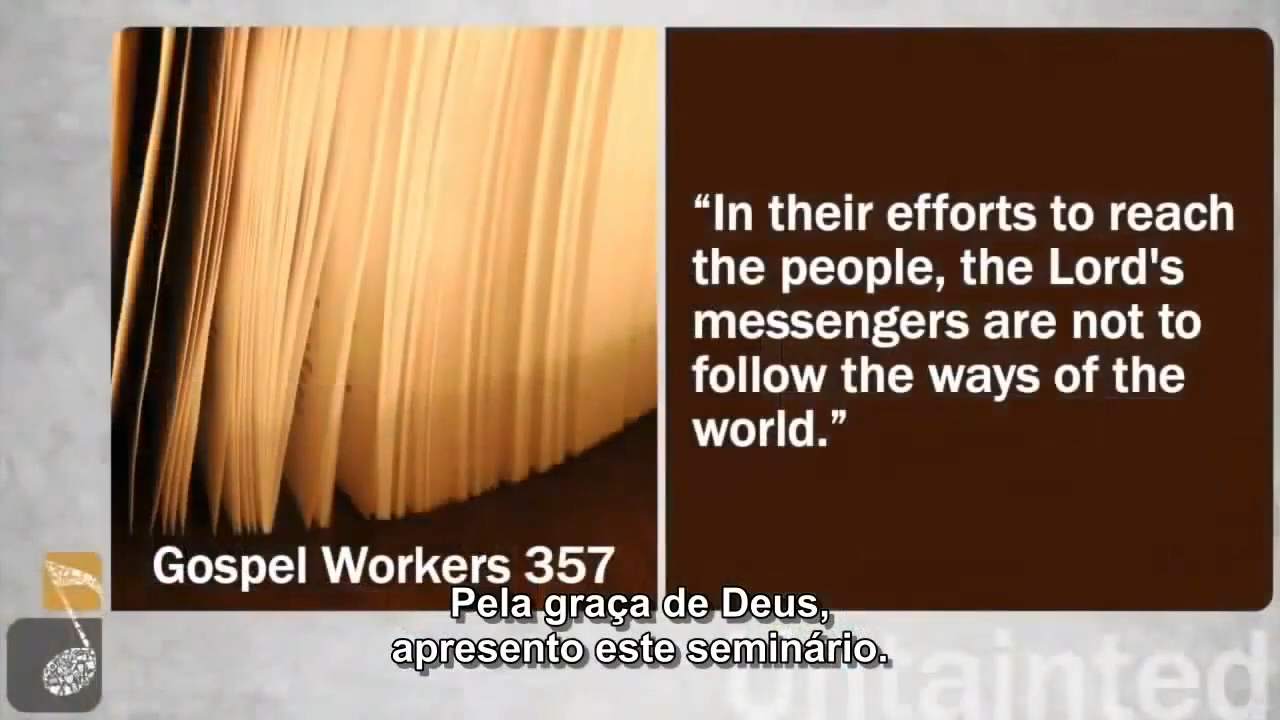 “In their efforts to reach
the people, the Lord's
messengers are not to
follow the ways of the
world.”
Gospel Workers 357
Pela graça de Deus,
apresento este seminário.
untainted